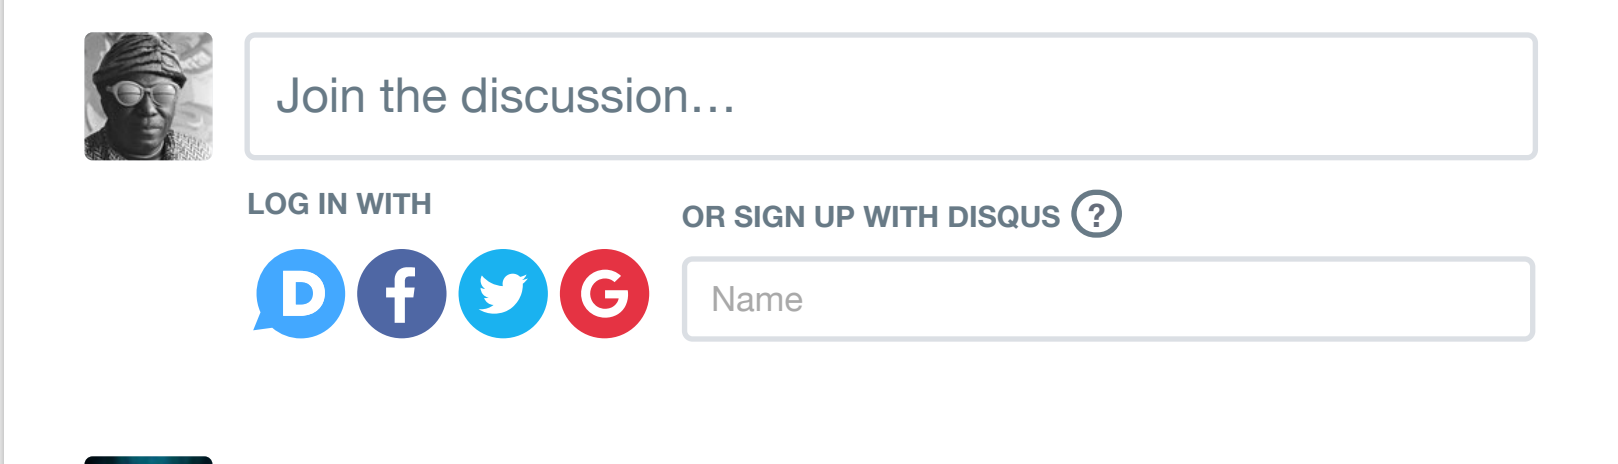 Join the discussion…
LOG IN WITH
OR SIGN UP WITH DISQUS ?
D f G
Name